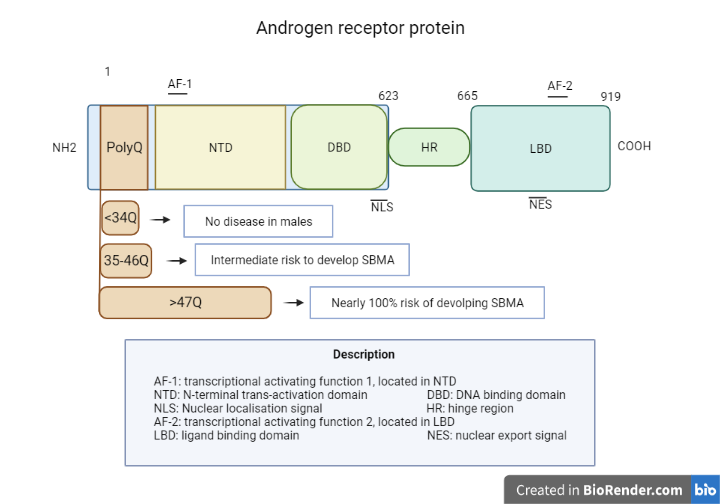 Androgen receptor protein
1
AF-1
623
665
AF-2
919
NH2
PolyQ
NTD
DBD
HR
LBD
COOH
NLS
NES
<34Q
No disease in males
35-46Q
Intermediate risk to develop SBMA
>47Q
Nearly 100% risk of devolping SBMA
Description
AF-1: transcriptional activating function 1, located in NTD
NTD: N-terminal trans-activation domain DBD: DNA binding domain
NLS: Nuclear localisation signal HR: hinge region
AF-2: transcriptional activating function 2, located in LBD
LBD: ligand binding domain NES: nuclear export signal
Created in BioRender.com bio